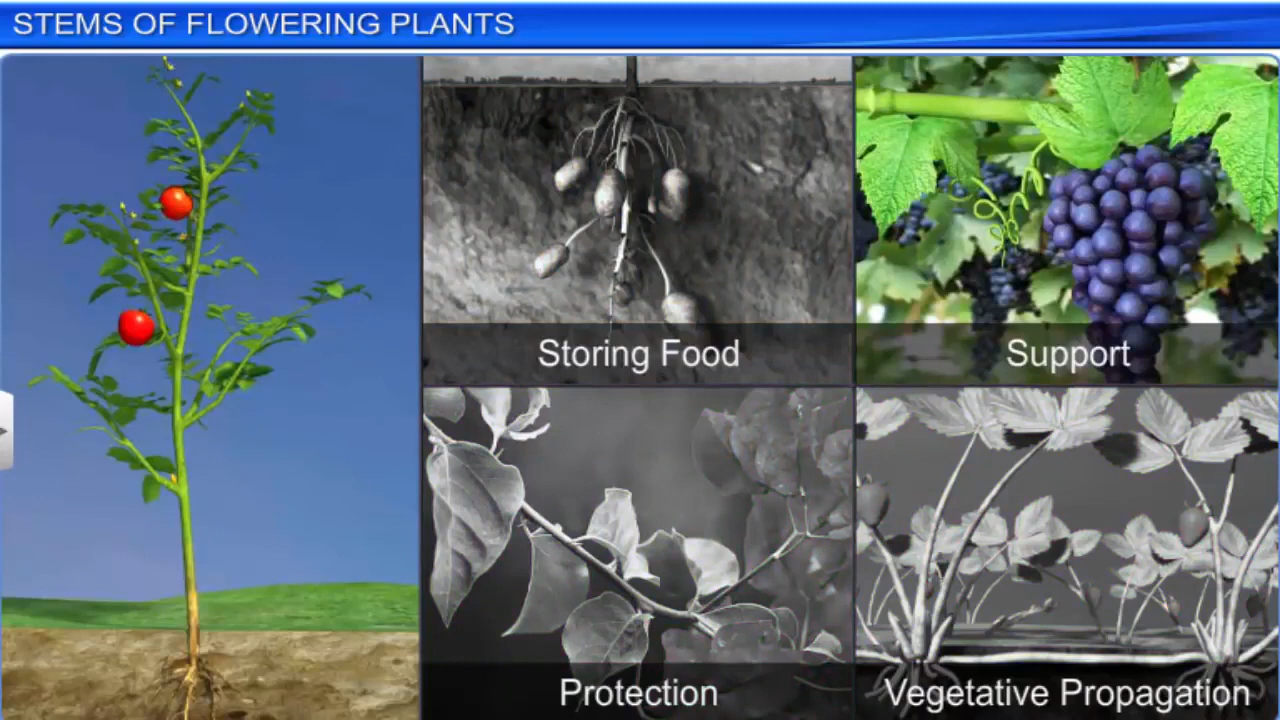 STEMS OF FLOWERING PLANTS
Storing Food
Support
Protection
Vegetative Propagation